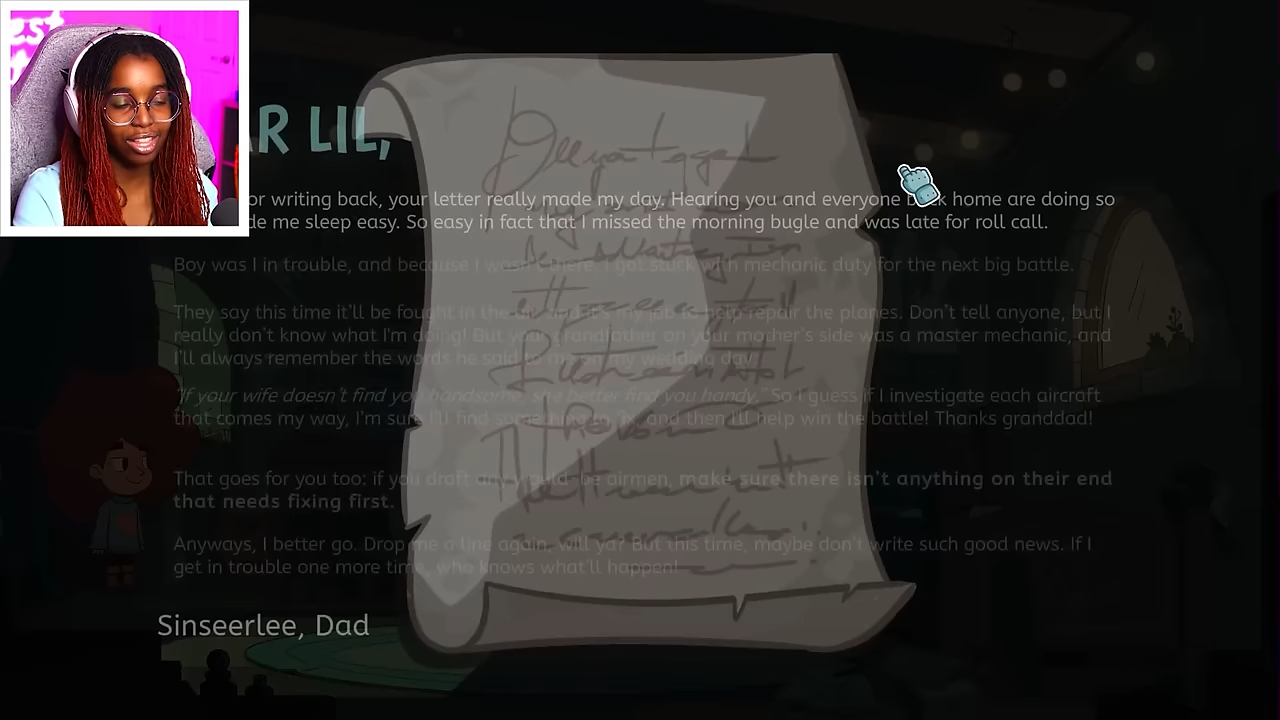 est
AR LIL,
or writing back, your letter really made my day. Hearing you and everyone back home are doing so
de me sleep easy. So easy in fact that I missed the morning bugle and was late for roll call.
Boy was I in trouble, and because I wasn't there I got stuck with mechanic duty for the next big battle.
They say this time it'll be fought in the air and it's my job to help repair the planes. Don't tell anyone, but I
really don't know what I'm doing! But your grandfather on your mother's side was a master mechanic, and
I'll always remember the words he said to me on my wedding day.
"If your wife doesn't find you handsome, she better find you handy." So I guess if I investigate each aircraft
that comes my way, I'm sure I'll find some things to fix, and then I'll help win the battle! Thanks granddad!
That goes for you too: if you draft any would-be airmen, make sure there isn't anything on their end
that needs fixing first.
Anyways, I better go. Drop me a line again, will ya? But this time, maybe don't write such good news. If I
get in trouble one more time, who knows what'll happen!
Sinseerlee, Dad